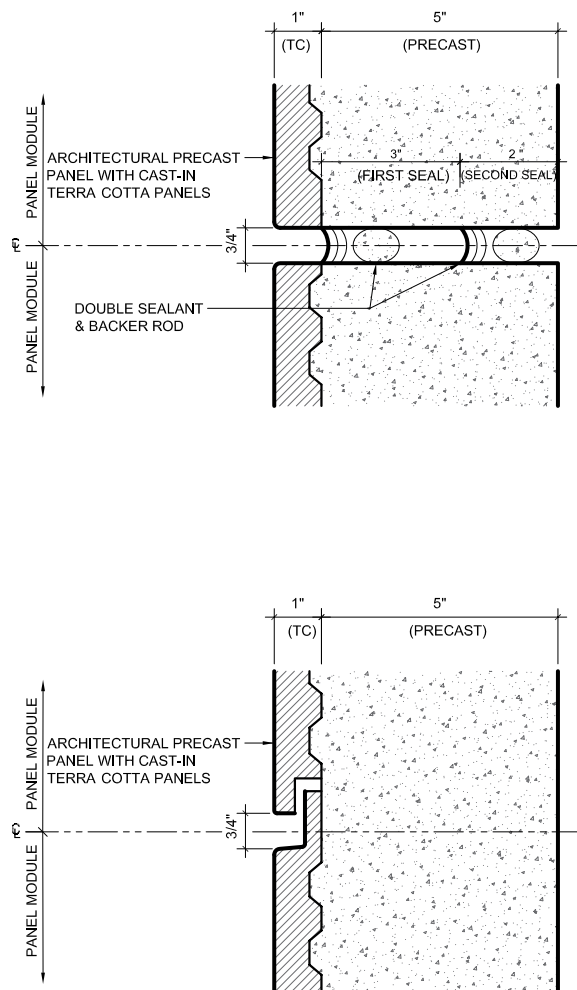 1" 5"
(TC) (PRECAST)
PANEL MODULE
ARCHITECTURAL PRECAST
PANEL WITH CAST-IN
TERRA COTTA PANELS
3" 2
(FIRST SEAL) (SECOND SEAL)
3/4"
PANEL MODULE
DOUBLE SEALANT
& BACKER ROD
1" 5"
(TC) (PRECAST)
PANEL MODULE
ARCHITECTURAL PRECAST
PANEL WITH CAST-IN
TERRA COTTA PANELS
3/4"
PANEL MODULE